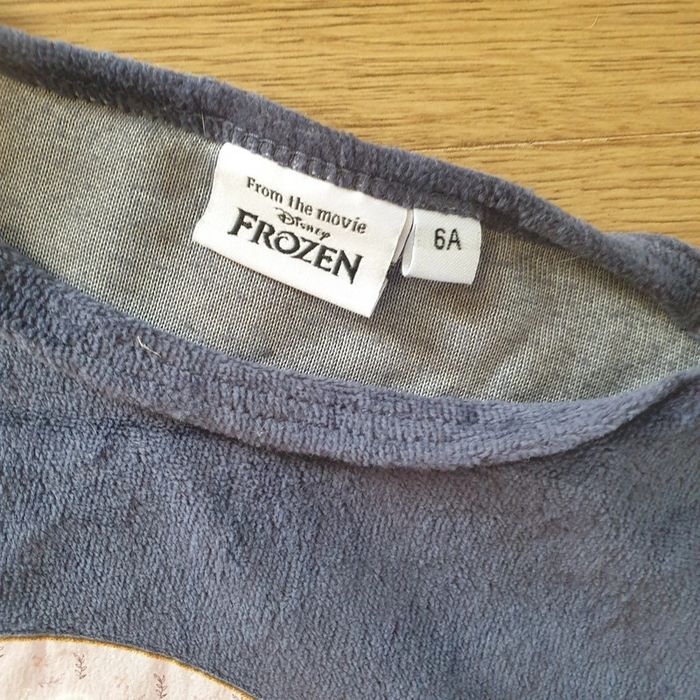 From the movie
Disney
FROZEN
6A